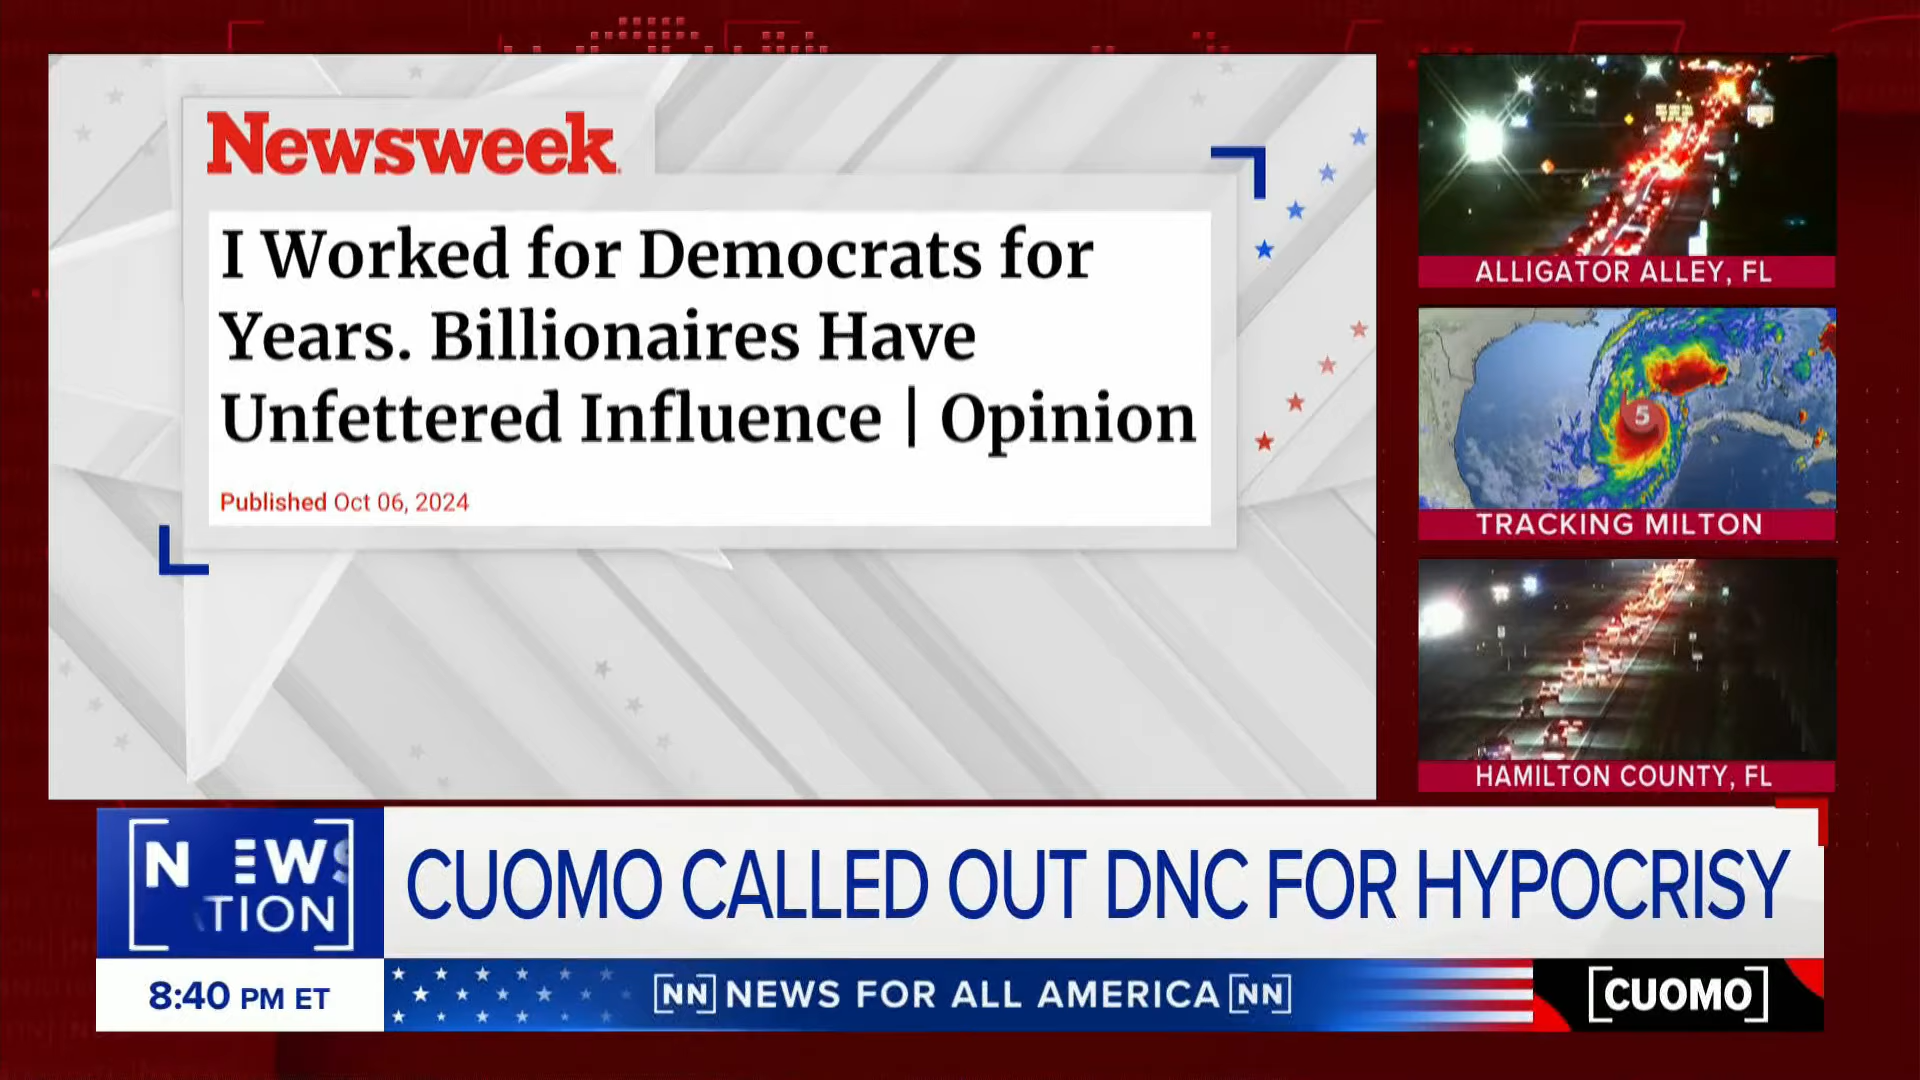 Newsweek
I Worked for Democrats for
Years. Billionaires Have
Unfettered Influence | Opinion
Published Oct 06, 2024
ALLIGATOR ALLEY, FL
5
TRACKING MILTON
HAMILTON COUNTY, FL
N EWS
ATION
CUOMO CALLED OUT DNC FOR HYPOCRISY
8:40 PM ET
NN NEWS FOR ALL AMERICA NN
CUOMO